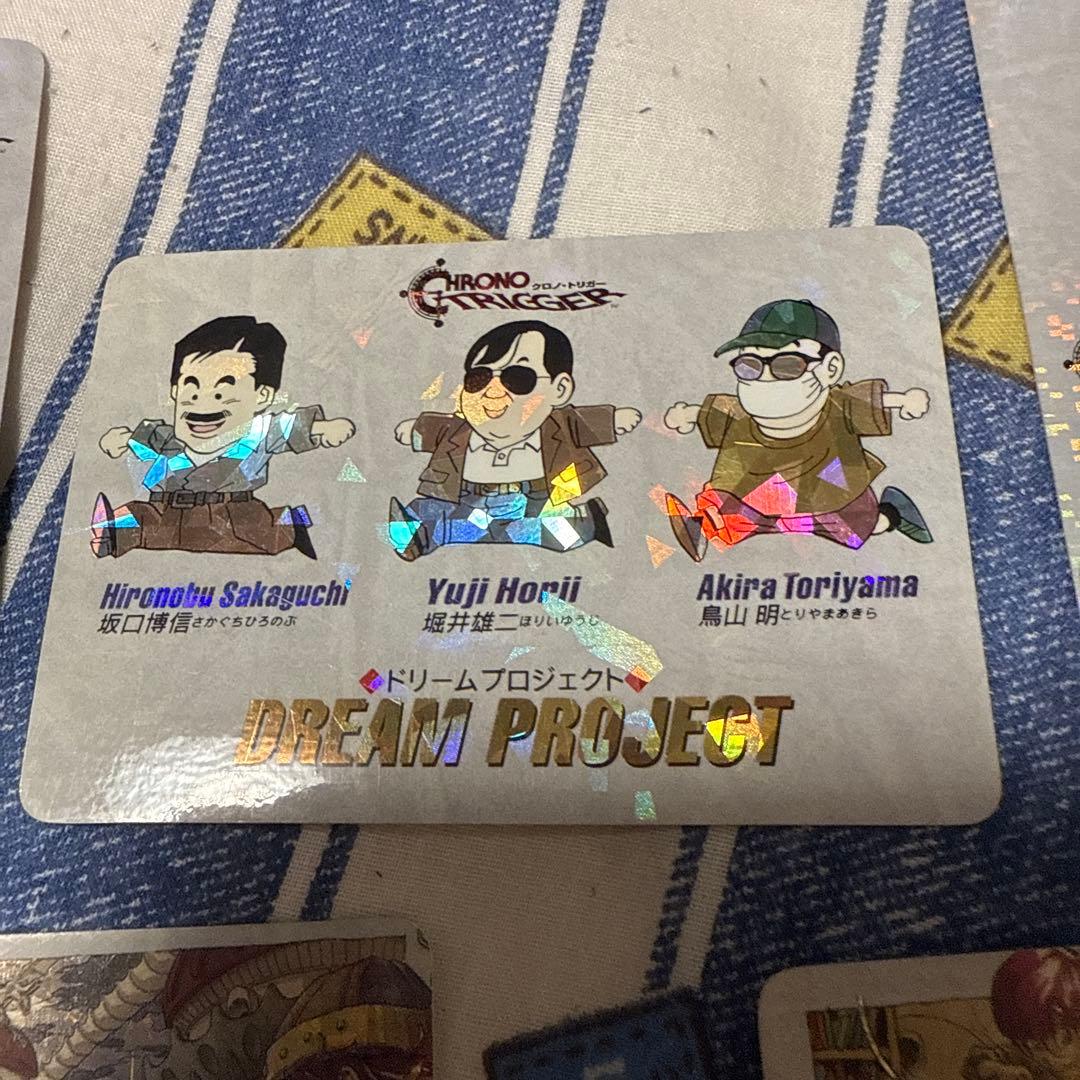 CHRONO
クロノ・トリガー
TRIGGER
Hironobu Sakaguchi
坂口博信さかぐちひろのぶ
Yuji Horii
堀井雄二ほりいゆうじ
Akira Toriyama
鳥山 明とりやまあきら
ドリームプロジェクト
DREAM PROJECT